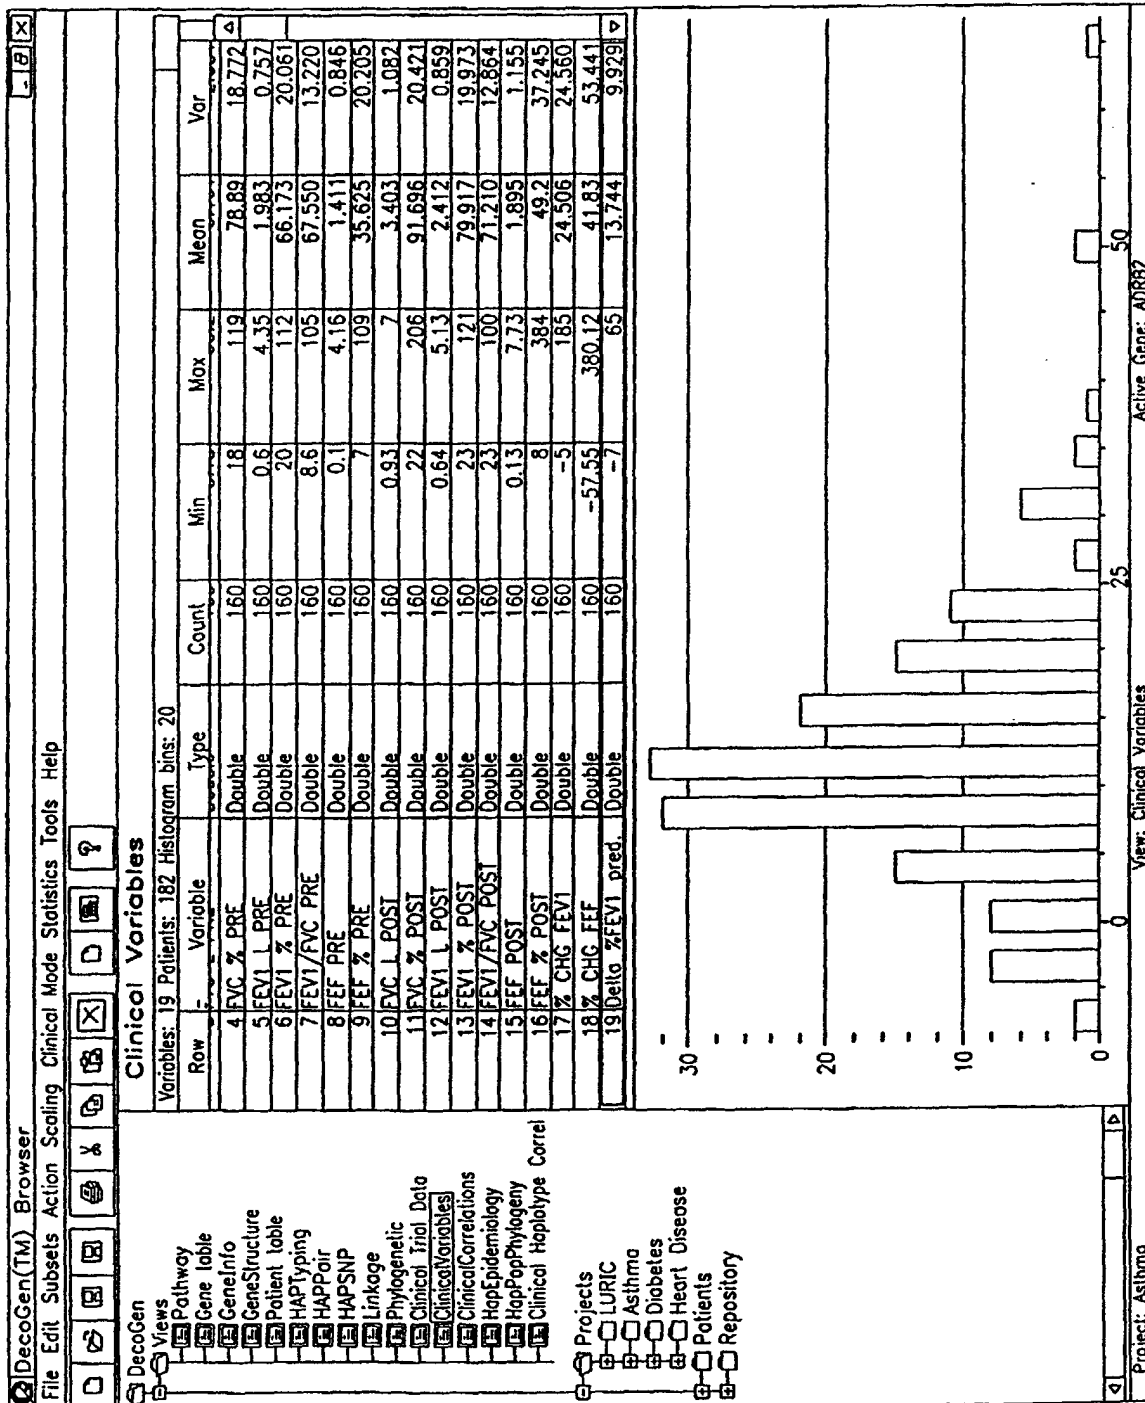 DecoGen(TM) Browser
File Edit Subsets Action Scaling Clinical Mode Statistics Tools Help
DecoGen
Views
Pathway
Gene table
GeneInfo
GeneStructure
Patient table
HAPTyping
HAPPair
HAPSNP
Linkage
Phylogenetic
Clinical Trial Data
ClinicalVariables
ClinicalCorrelations
HapEpidemiology
HapPopPhylogeny
Clinical Haplotype Correl
Projects
LURIC
Asthma
Diabetes
Heart Disease
Patients
Repository
Clinical Variables
Variables: 19 Patients: 182 Histogram bins: 20
Row Variable Type Count Min Max Mean Var
4 FVC % PRE Double 160 18 119 78.89 18.772
5 FEV1 L PRE Double 160 0.6 4.35 1.983 0.757
6 FEV1 % PRE Double 160 20 112 66.173 20.061
7 FEV1/FVC PRE Double 160 8.6 105 67.550 13.220
8 FEF PRE Double 160 0.1 4.16 1.411 0.846
9 FEF % PRE Double 160 7 109 35.625 20.205
10 FVC L POST Double 160 0.93 7 3.403 1.082
11 FVC % POST Double 160 22 206 91.696 20.421
12 FEV1 L POST Double 160 0.64 5.13 2.412 0.859
13 FEV1 % POST Double 160 23 121 79.917 19.973
14 FEV1/FVC POST Double 160 23 100 71.210 12.864
15 FEF POST Double 160 0.13 7.73 1.895 1.155
16 FEF % POST Double 160 8 384 49.2 37.245
17 % CHG FEV1 Double 160 -5 185 24.506 24.560
18 % CHG FEF Double 160 -57.55 380.12 41.83 53.441
19 Delta %FEV1 pred. Double 160 -7 65 13.744 9.929
30
20
10
0
0 25 50
Project: Asthma View: Clinical Variables Active Gene: ADRB2